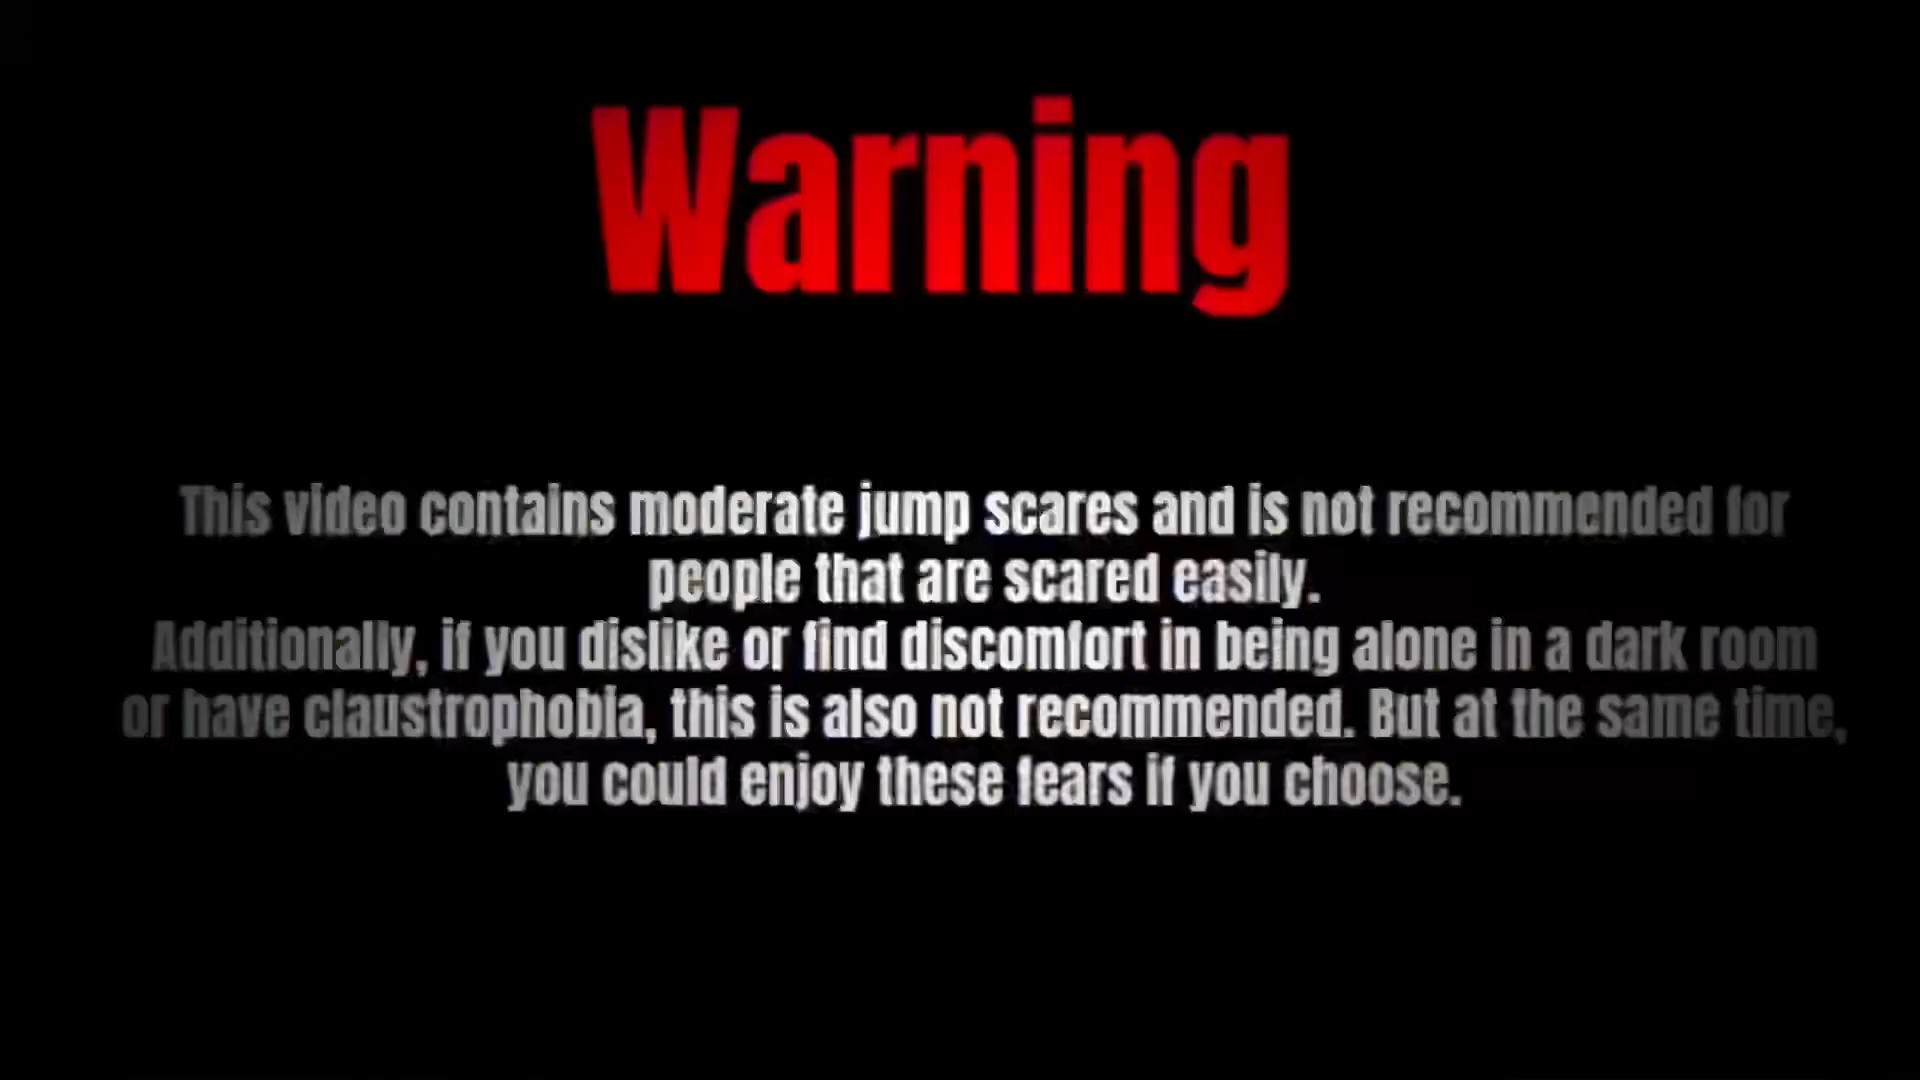 Warning
This video contains moderate jump scares and is not recommended for
people that are scared easily.
Additionally, if you dislike or find discomfort in being alone in a dark room
or have claustrophobia, this is also not recommended. But at the same time,
you could enjoy these fears if you choose.